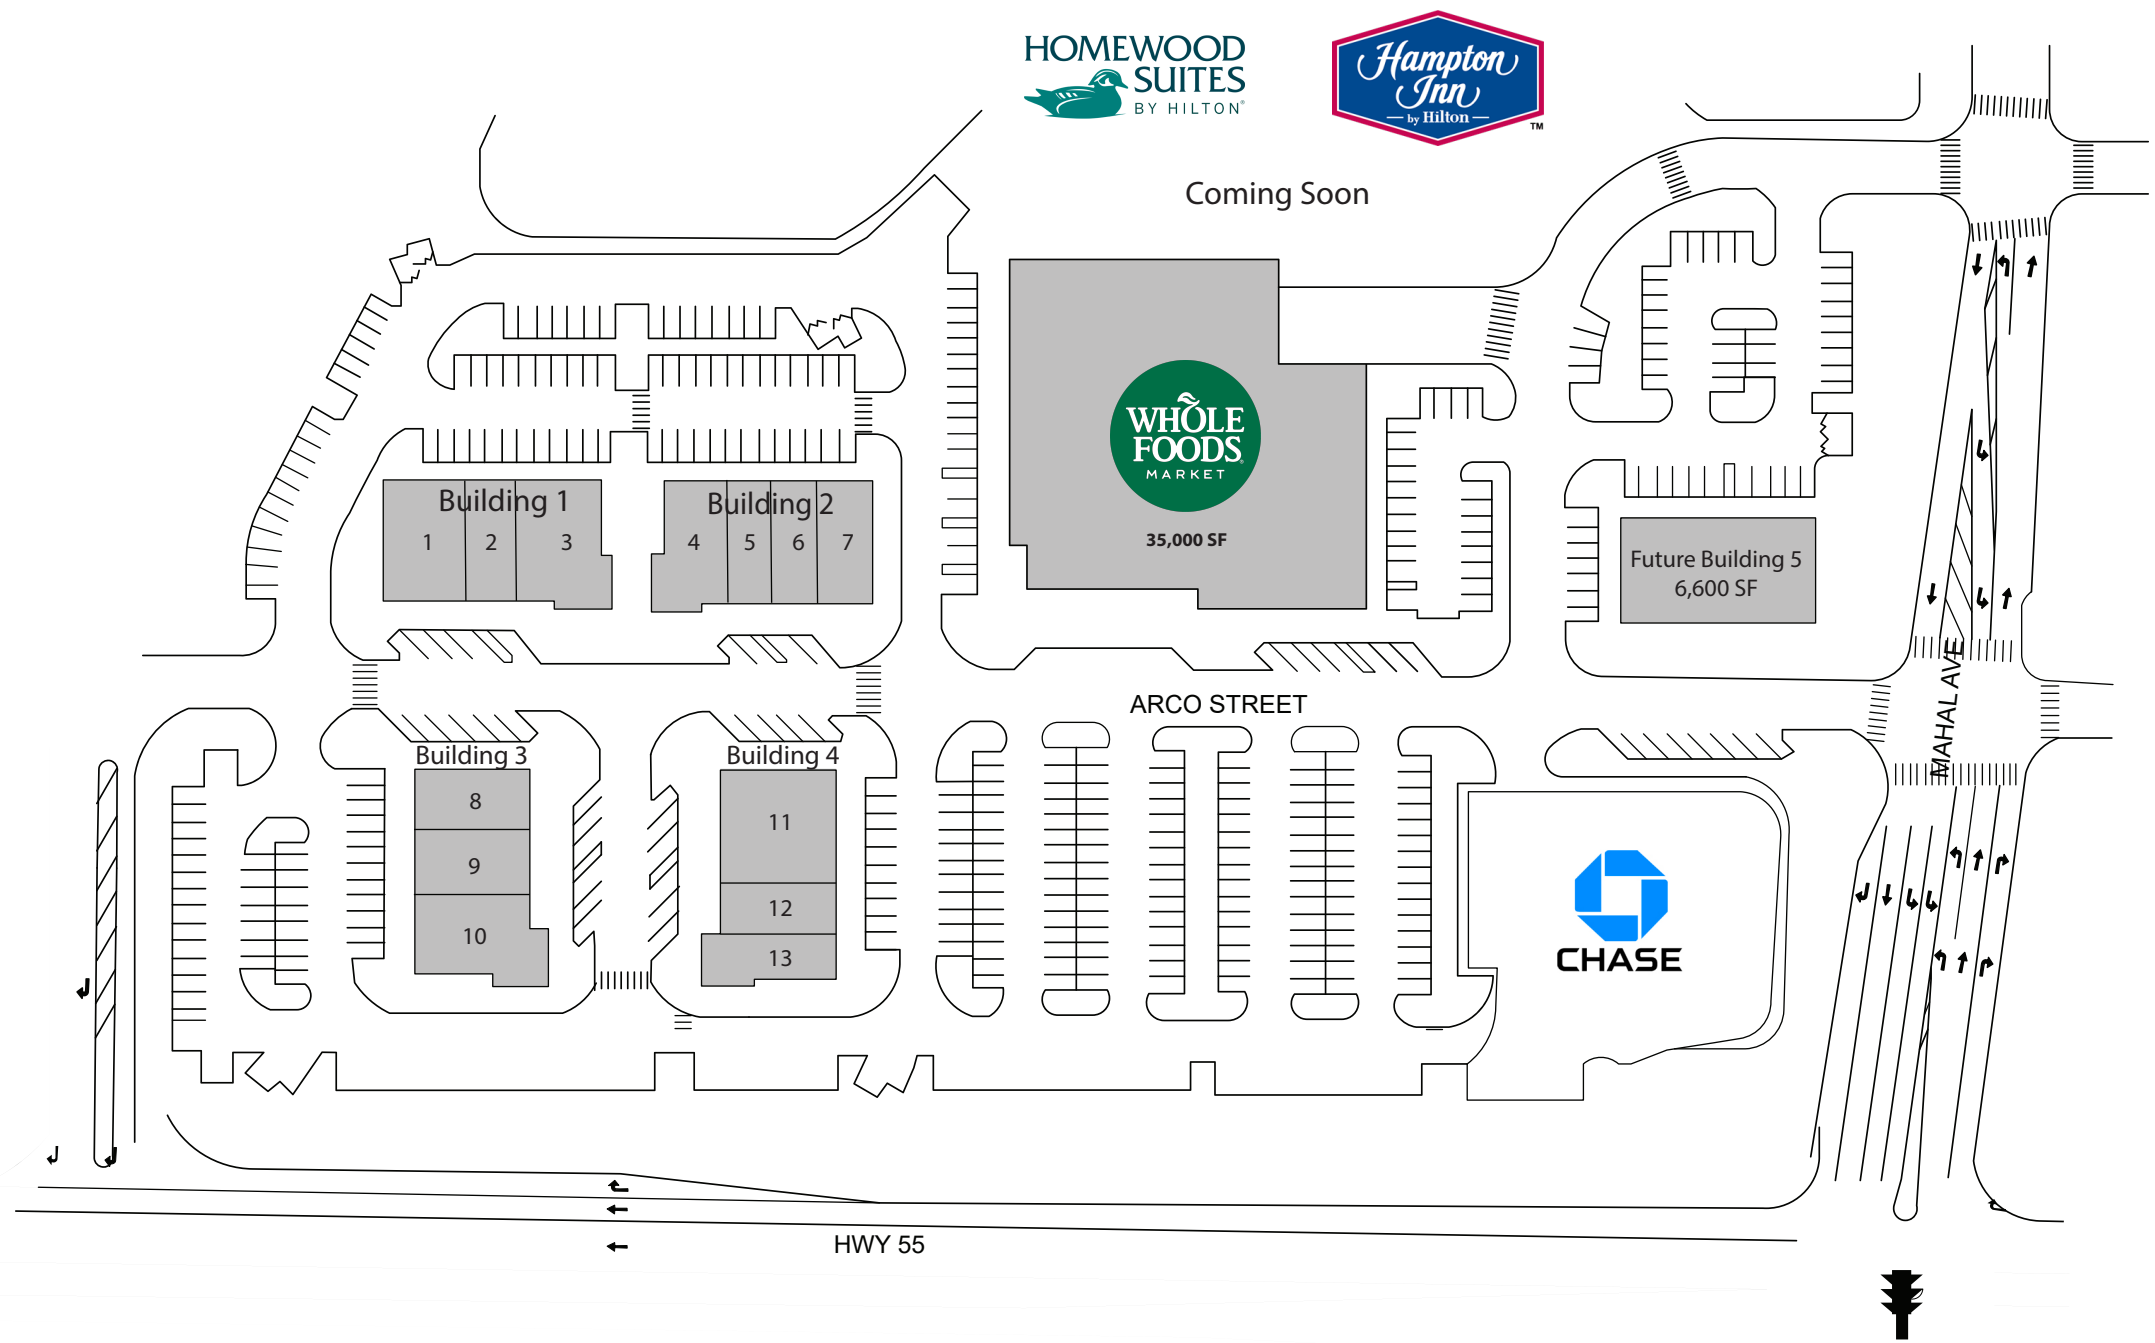 HOMEWOOD
SUITES
BY HILTON®
Hampton
Inn
by Hilton
™
Coming Soon
WHOLE
FOODS
MARKET
35,000 SF
Building 1
1
2
3
Building 2
4
5
6
7
Future Building 5
6,600 SF
ARCO STREET
MAHAL AVE
Building 3
8
9
10
Building 4
11
12
13
CHASE
HWY 55